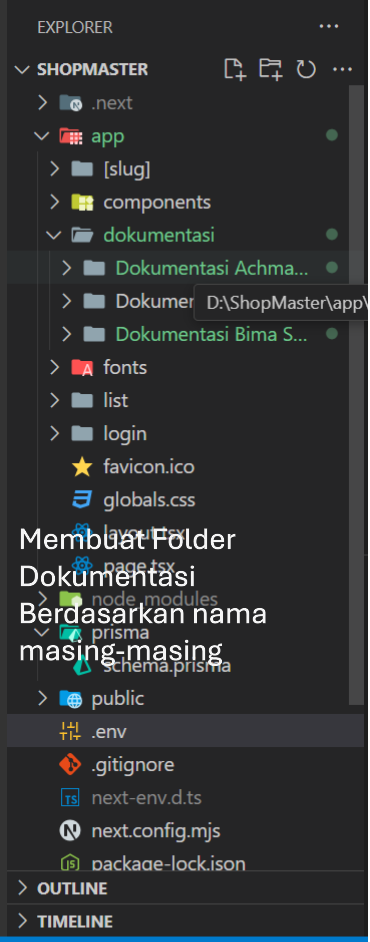 EXPLORER
SHOPMASTER
.next
app
[slug]
components
dokumentasi
Dokumentasi Achma...
Dokumen
D:\ShopMaster\app\
Dokumentasi Bima S...
fonts
list
login
favicon.ico
globals.css
layout.tsx
Membuat Folder
page.tsx
Dokumentasi
node_modules
Berdasarkan nama
prisma
masing-masing
schema.prisma
public
.env
.gitignore
TS next-env.d.ts
N next.config.mjs
JS package-lock.json
OUTLINE
TIMELINE